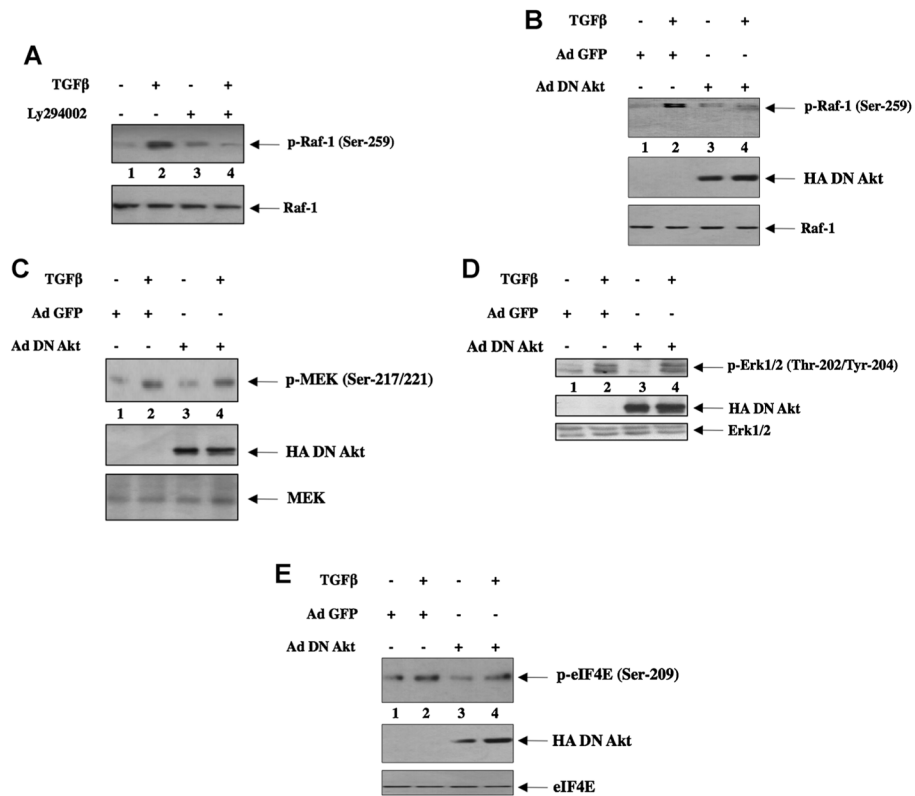 A
TGFβ - + - +
Ly294002 - - + +
p-Raf-1 (Ser-259)
1 2 3 4
Raf-1
B
TGFβ - + - +
Ad GFP + + - -
Ad DN Akt - - + +
p-Raf-1 (Ser-259)
1 2 3 4
HA DN Akt
Raf-1
C
TGFβ - + - +
Ad GFP + + - -
Ad DN Akt - - + +
p-MEK (Ser-217/221)
1 2 3 4
HA DN Akt
MEK
D
TGFβ - + - +
Ad GFP + + - -
Ad DN Akt - - + +
p-Erk1/2 (Thr-202/Tyr-204)
1 2 3 4
HA DN Akt
Erk1/2
E
TGFβ - + - +
Ad GFP + + - -
Ad DN Akt - - + +
p-eIF4E (Ser-209)
1 2 3 4
HA DN Akt
eIF4E